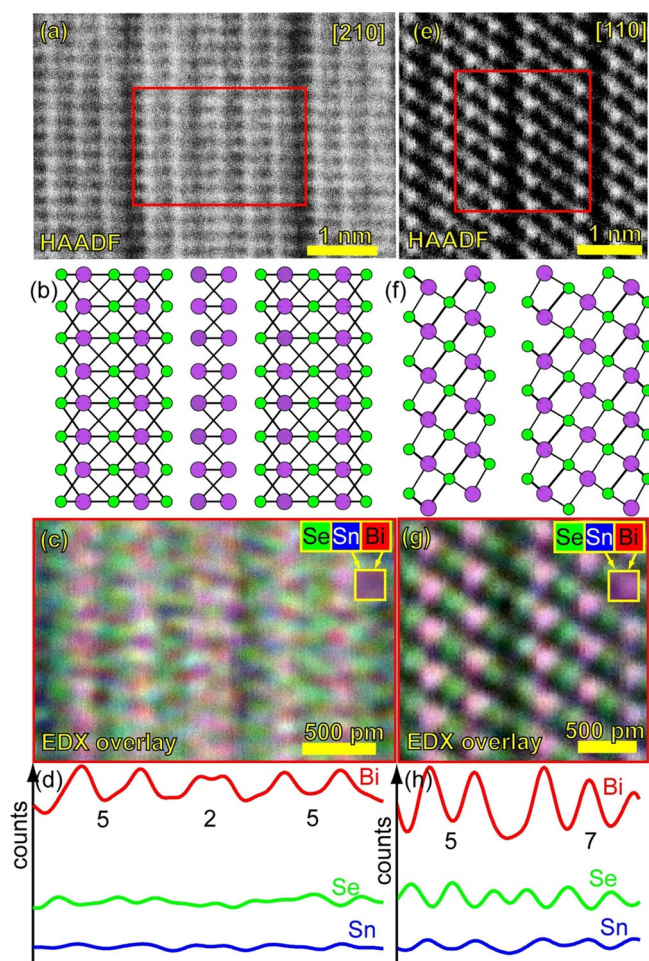 (a) [210]
HAADF 1 nm
(e) [110]
HAADF 1 nm
(b)
(f)
(c) Se Sn Bi
EDX overlay 500 pm
(g) Se Sn Bi
EDX overlay 500 pm
(d) Bi
5 2 5
Se
Sn
counts
(h) Bi
5 7
Se
Sn
counts